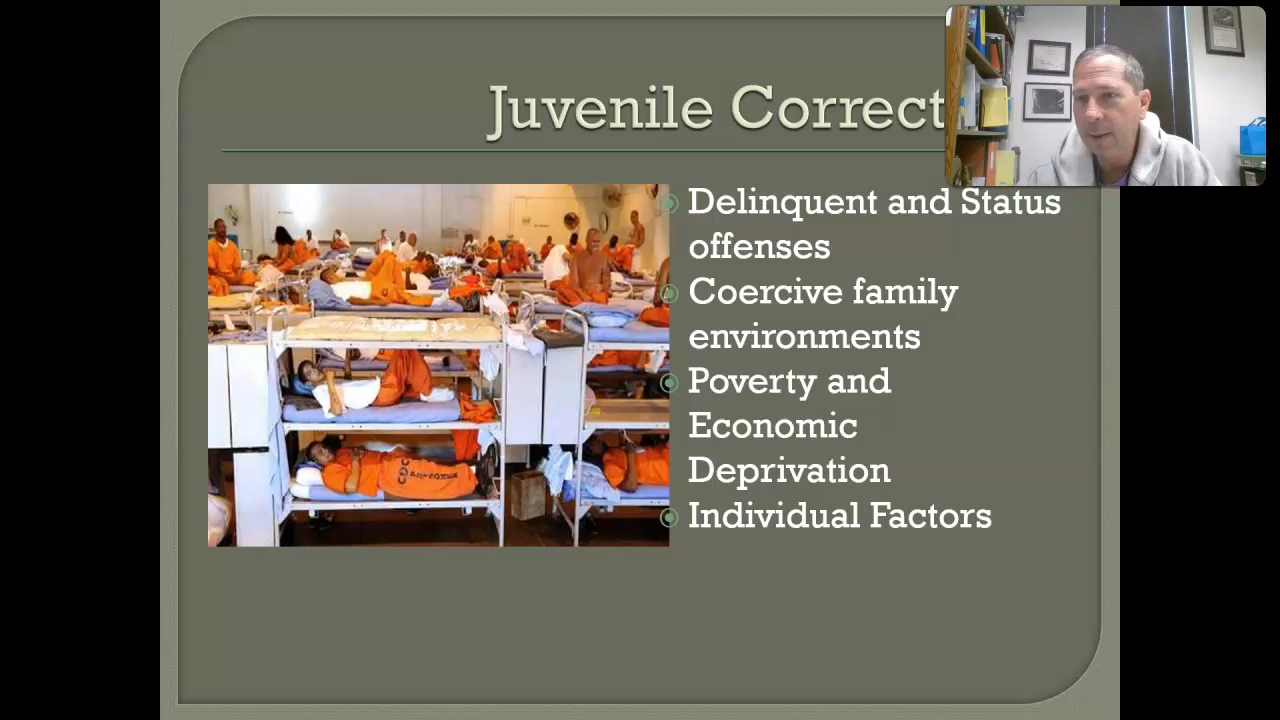 Juvenile Correct
Delinquent and Status
offenses
Coercive family
environments
Poverty and
Economic
Deprivation
Individual Factors